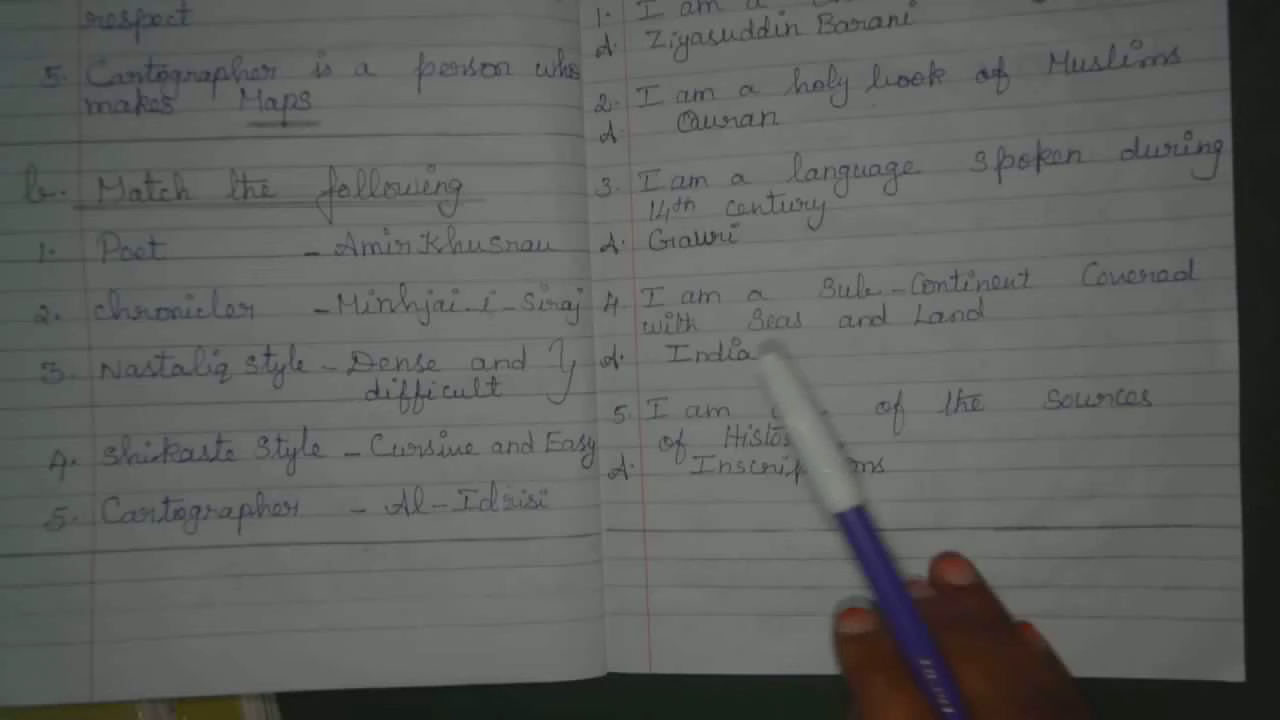 respect
5. Cartographer is a person who
makes Maps
b. Match the following
1. Poet - Amir Khusrau
2. Chronicler - Minhjai-i-Siraj
3. Nastaliq style - Dense and
difficult
4. Shikaste Style - Cursive and Easy
5. Cartographer - Al-Idrisi
1. I am a
A. Ziyasuddin Barani
2. I am a holy book of Muslims
A. Quran
3. I am a language spoken during
14th century
A. Gauri
4. I am a Sub-Continent Covered
with Seas and Land
A. India
5. I am of the sources
of
A.